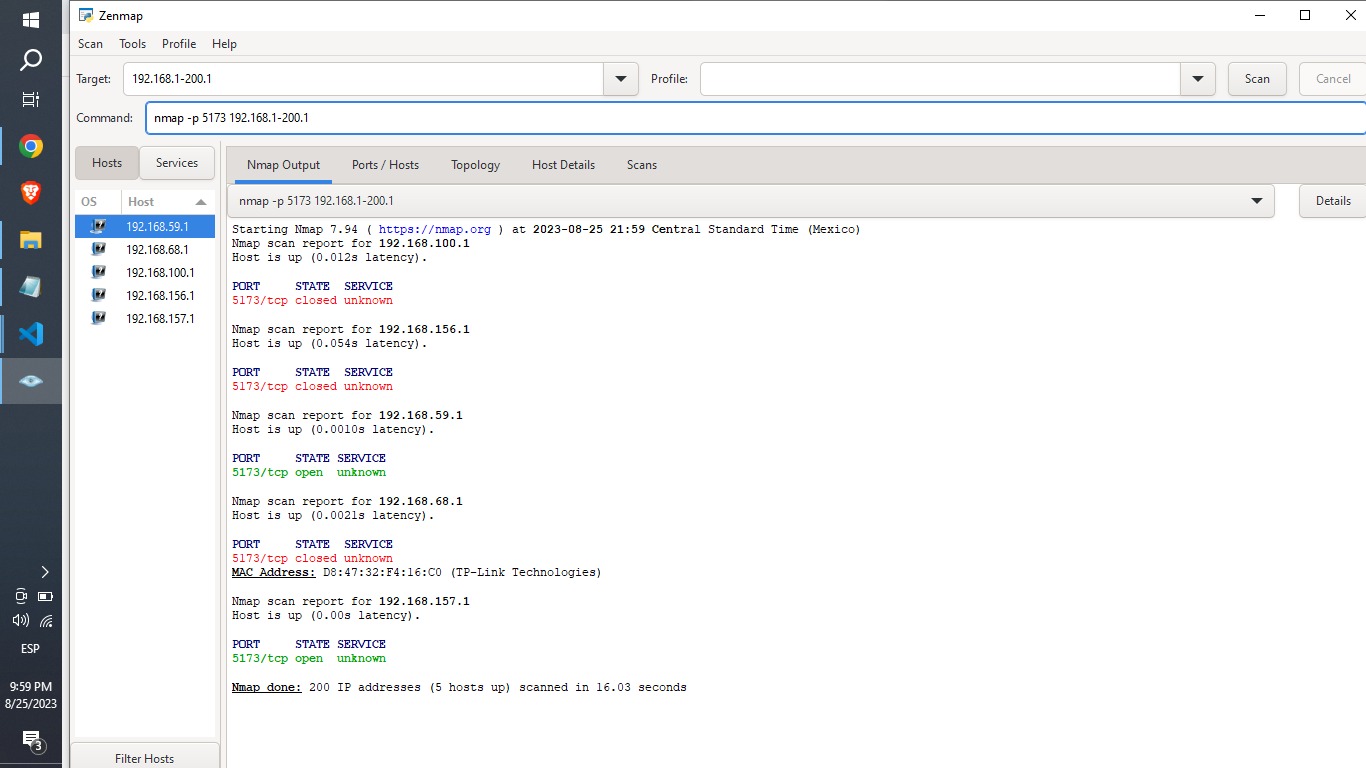 Zenmap
Scan Tools Profile Help
Target: 192.168.1-200.1 Profile: Scan Cancel
Command: nmap -p 5173 192.168.1-200.1
Hosts Services
Nmap Output Ports / Hosts Topology Host Details Scans
OS Host
192.168.59.1
192.168.68.1
192.168.100.1
192.168.156.1
192.168.157.1
Filter Hosts
nmap -p 5173 192.168.1-200.1 Details
Starting Nmap 7.94 ( https://nmap.org ) at 2023-08-25 21:59 Central Standard Time (Mexico)
Nmap scan report for 192.168.100.1
Host is up (0.012s latency).
PORT STATE SERVICE
5173/tcp closed unknown
Nmap scan report for 192.168.156.1
Host is up (0.054s latency).
PORT STATE SERVICE
5173/tcp closed unknown
Nmap scan report for 192.168.59.1
Host is up (0.0010s latency).
PORT STATE SERVICE
5173/tcp open unknown
Nmap scan report for 192.168.68.1
Host is up (0.0021s latency).
PORT STATE SERVICE
5173/tcp closed unknown
MAC Address: D8:47:32:F4:16:C0 (TP-Link Technologies)
Nmap scan report for 192.168.157.1
Host is up (0.00s latency).
PORT STATE SERVICE
5173/tcp open unknown
Nmap done: 200 IP addresses (5 hosts up) scanned in 16.03 seconds
ESP
9:59 PM
8/25/2023
3